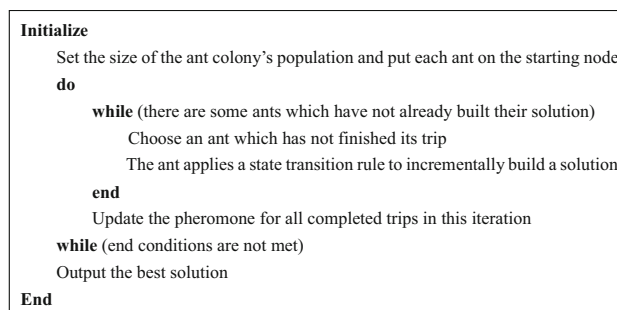 Initialize
Set the size of the ant colony's population and put each ant on the starting node
do
while (there are some ants which have not already built their solution)
Choose an ant which has not finished its trip
The ant applies a state transition rule to incrementally build a solution
end
Update the pheromone for all completed trips in this iteration
while (end conditions are not met)
Output the best solution
End